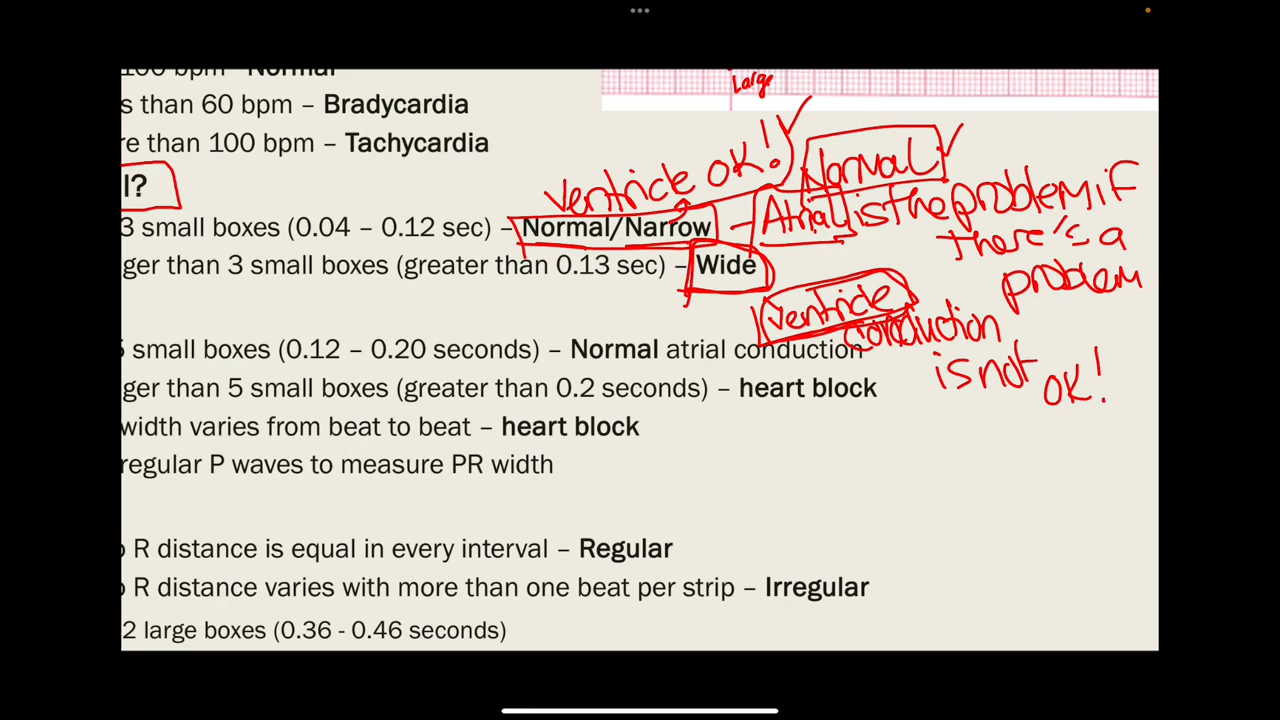 100 bpm – Normal
s than 60 bpm – Bradycardia
re than 100 bpm – Tachycardia
l?
3 small boxes (0.04 – 0.12 sec) – Normal/Narrow
ger than 3 small boxes (greater than 0.13 sec) – Wide
5 small boxes (0.12 – 0.20 seconds) – Normal atrial conduction
ger than 5 small boxes (greater than 0.2 seconds) – heart block
width varies from beat to beat – heart block
regular P waves to measure PR width
o R distance is equal in every interval – Regular
o R distance varies with more than one beat per strip – Irregular
2 large boxes (0.36 - 0.46 seconds)
Large
Ventricle OK!
Normal
– Atrial is the problem if
there's a
problem
Ventricle
conduction
is not
OK!